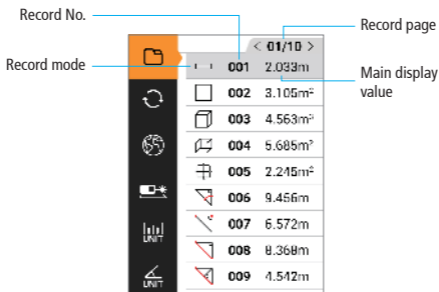 Record No.
Record page
< 01/10 >
Record mode
001 2.033m
Main display
value
002 3.105m²
003 4.563m³
004 5.685m²
005 2.245m²
006 9.456m
007 6.572m
UNIT
008 8.368m
009 4.542m
UNIT